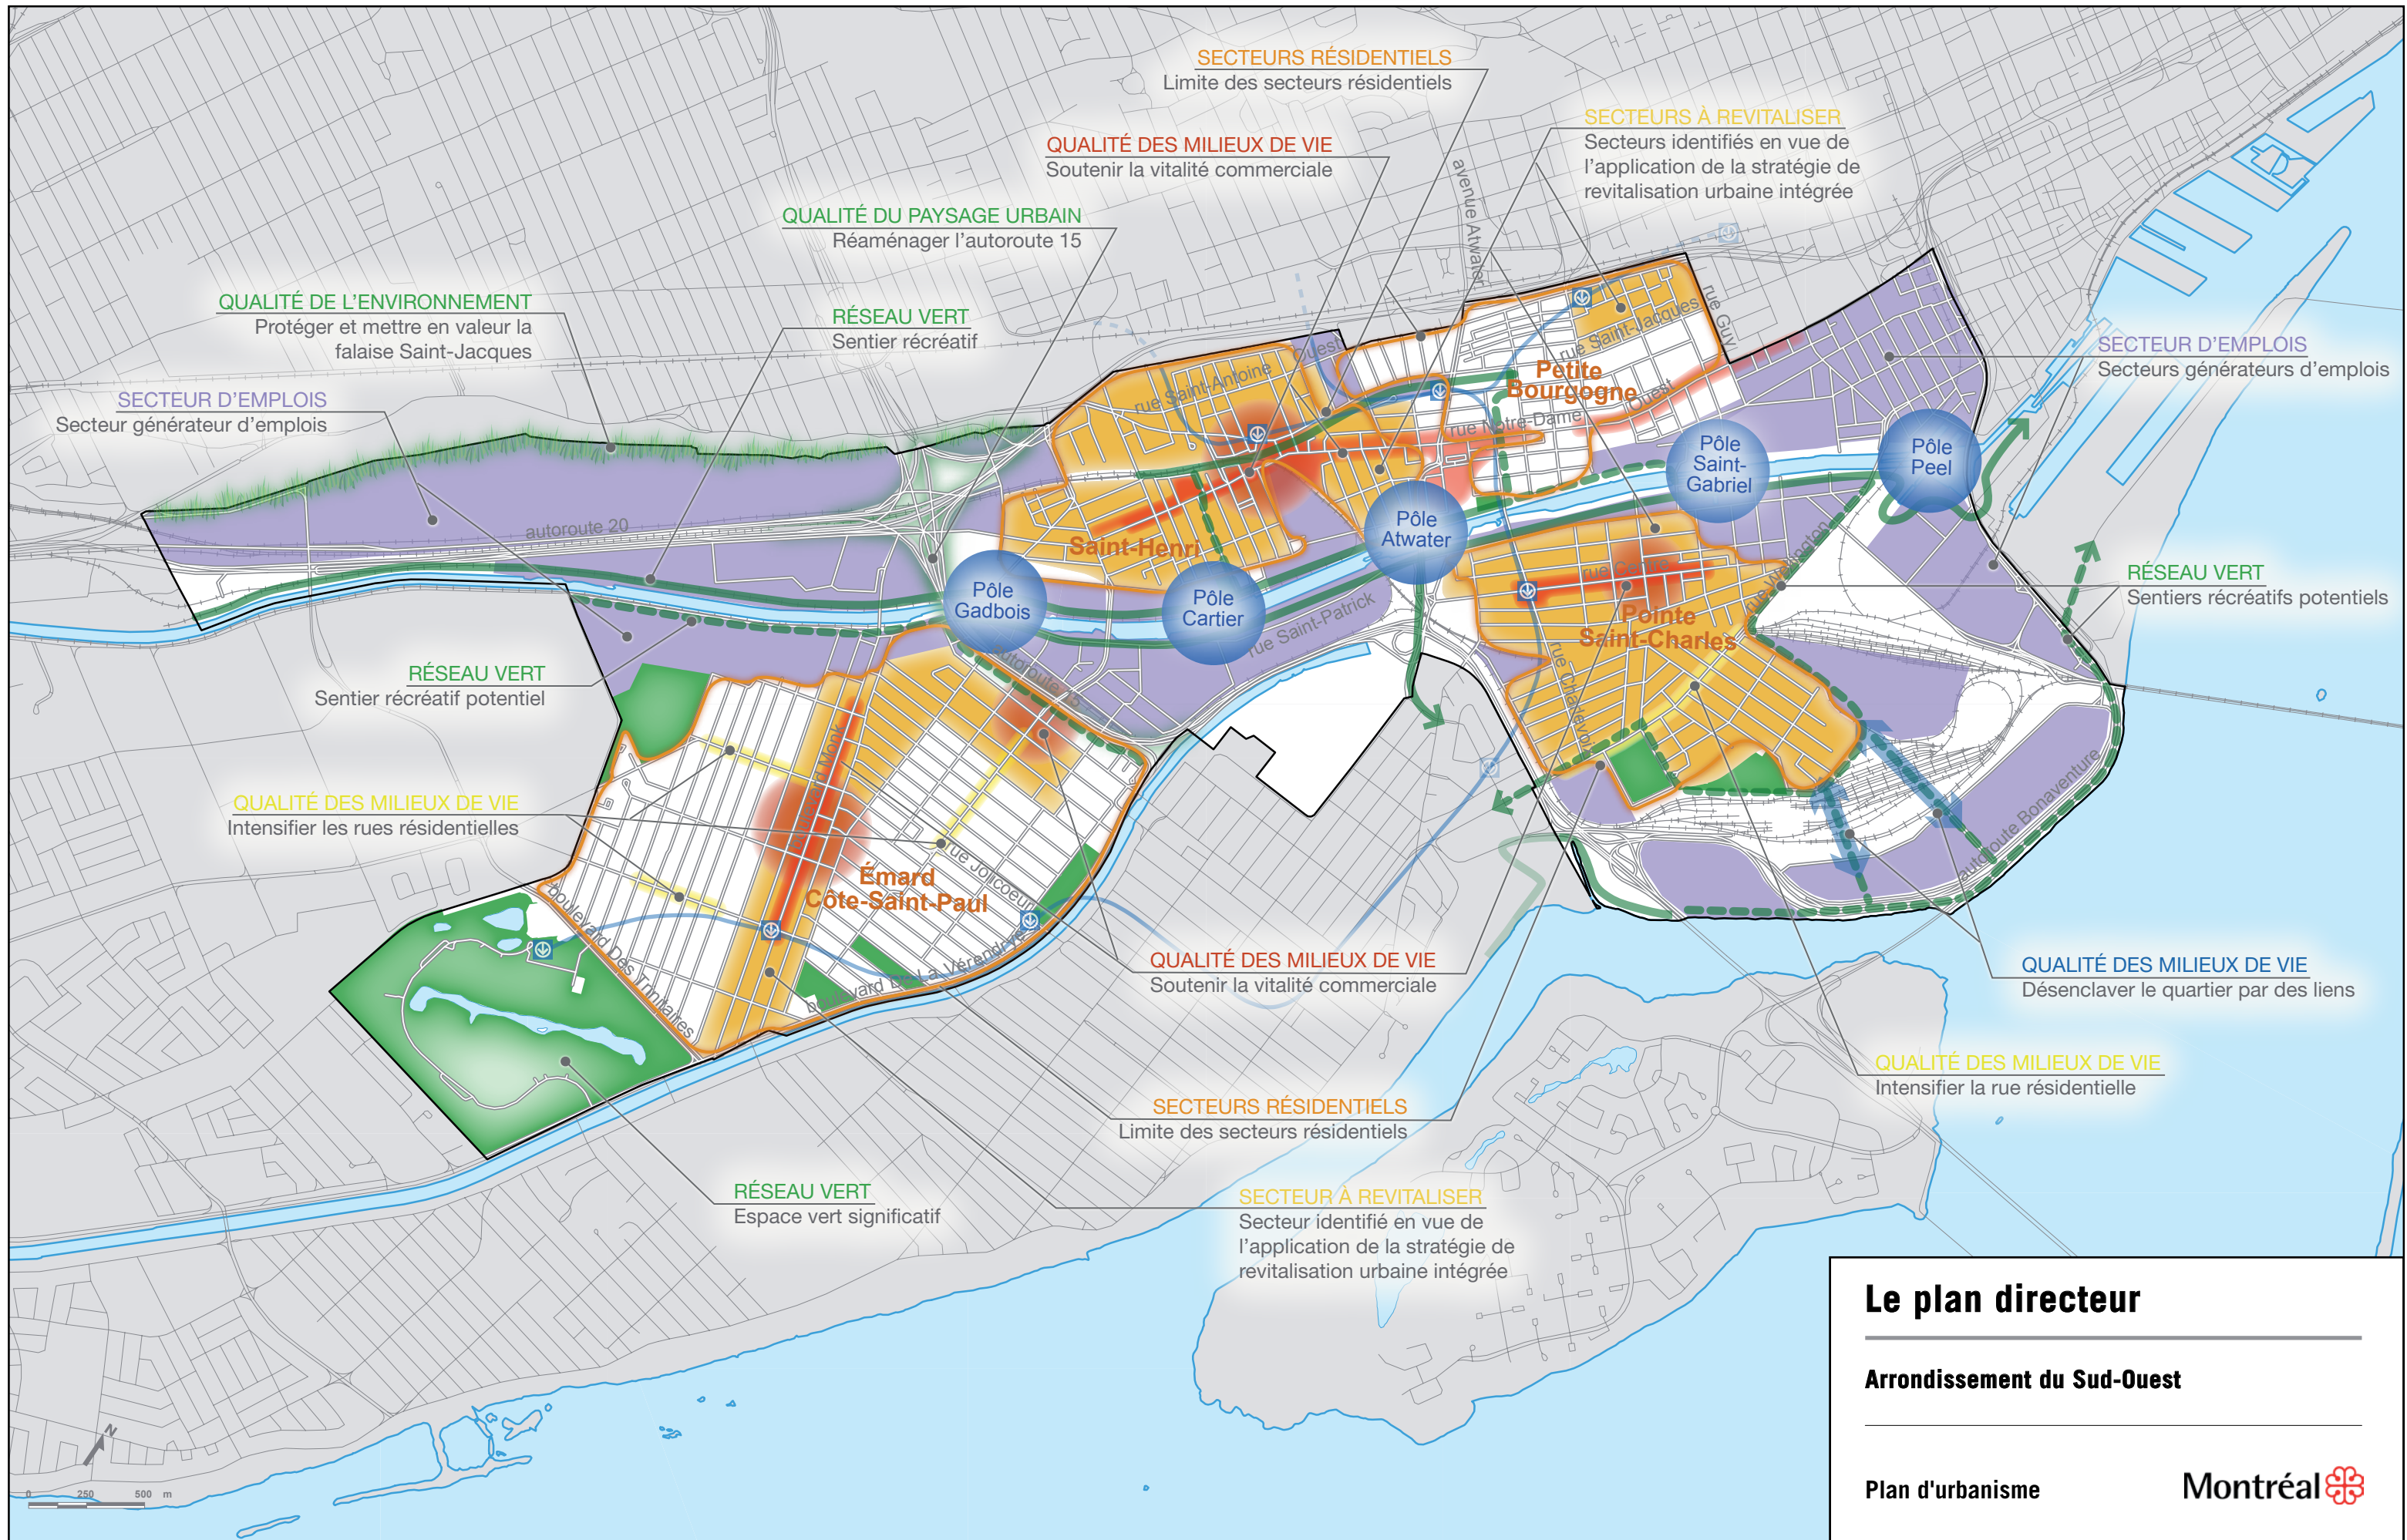 SECTEURS RÉSIDENTIELS
Limite des secteurs résidentiels
QUALITÉ DES MILIEUX DE VIE
Soutenir la vitalité commerciale
SECTEURS À REVITALISER
Secteurs identifiés en vue de
l'application de la stratégie de
revitalisation urbaine intégrée
QUALITÉ DU PAYSAGE URBAIN
Réaménager l'autoroute 15
QUALITÉ DE L'ENVIRONNEMENT
Protéger et mettre en valeur la
falaise Saint-Jacques
RÉSEAU VERT
Sentier récréatif
SECTEUR D'EMPLOIS
Secteur générateur d'emplois
SECTEUR D'EMPLOIS
Secteurs générateurs d'emplois
avenue Atwater
rue Guy
rue Saint-Jacques
Petite
Bourgogne
Ouest
rue Saint-Antoine
Ouest
rue Notre-Dame
Pôle
Saint-
Gabriel
Pôle
Peel
autoroute 20
Saint-Henri
Pôle
Atwater
Pôle
Gadbois
Pôle
Cartier
rue Saint-Patrick
rue Centre
rue Wellington
Pointe
Saint-Charles
rue Charlevoix
RÉSEAU VERT
Sentiers récréatifs potentiels
RÉSEAU VERT
Sentier récréatif potentiel
autoroute 15
boulevard Monk
QUALITÉ DES MILIEUX DE VIE
Intensifier les rues résidentielles
rue Jolicoeur
Émard
Côte-Saint-Paul
autoroute Bonaventure
boulevard Des Trinitaires
boulevard De La Vérendrye
QUALITÉ DES MILIEUX DE VIE
Soutenir la vitalité commerciale
QUALITÉ DES MILIEUX DE VIE
Désenclaver le quartier par des liens
QUALITÉ DES MILIEUX DE VIE
Intensifier la rue résidentielle
SECTEURS RÉSIDENTIELS
Limite des secteurs résidentiels
RÉSEAU VERT
Espace vert significatif
SECTEUR À REVITALISER
Secteur identifié en vue de
l'application de la stratégie de
revitalisation urbaine intégrée
N
0 250 500 m
Le plan directeur
Arrondissement du Sud-Ouest
Plan d'urbanisme
Montréal